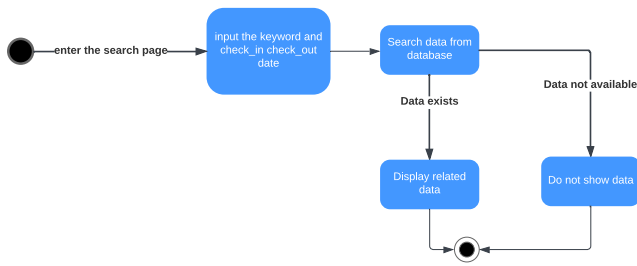 enter the search page
input the keyword and
check_in check_out
date
Search data from
database
Data exists
Data not available
Display related
data
Do not show data